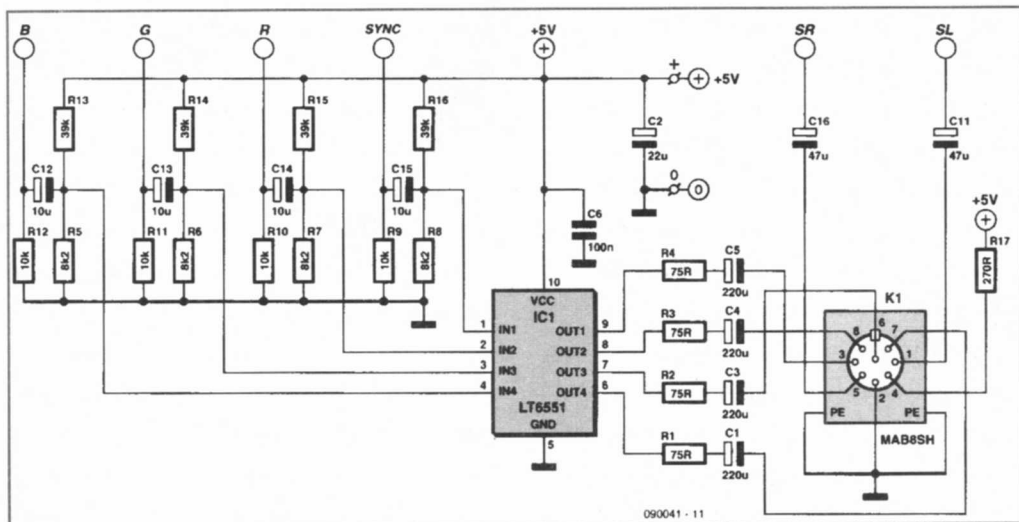 B G R SYNC +5V SR SL
+ +5V
R13 R14 R15 R16
39k 39k 39k 39k
C2 C16 C11
22u 47u 47u
C12 C13 C14 C15
10u 10u 10u 10u
0 0
+5V
R12 R5 R11 R6 R10 R7 R9 R8
10k 8k2 10k 8k2 10k 8k2 10k 8k2
C6
100n
R17
270R
R4 C5
75R 220u
10
VCC
IC1
1 IN1 OUT1 9
2 IN2 OUT2 8
3 IN3 OUT3 7
4 IN4 OUT4 6
LT6551
GND
5
R3 C4
75R 220u
R2 C3
75R 220u
R1 C1
75R 220u
K1
8 6 7
3 1
5 2 4
PE PE
MAB8SH
090041 - 11